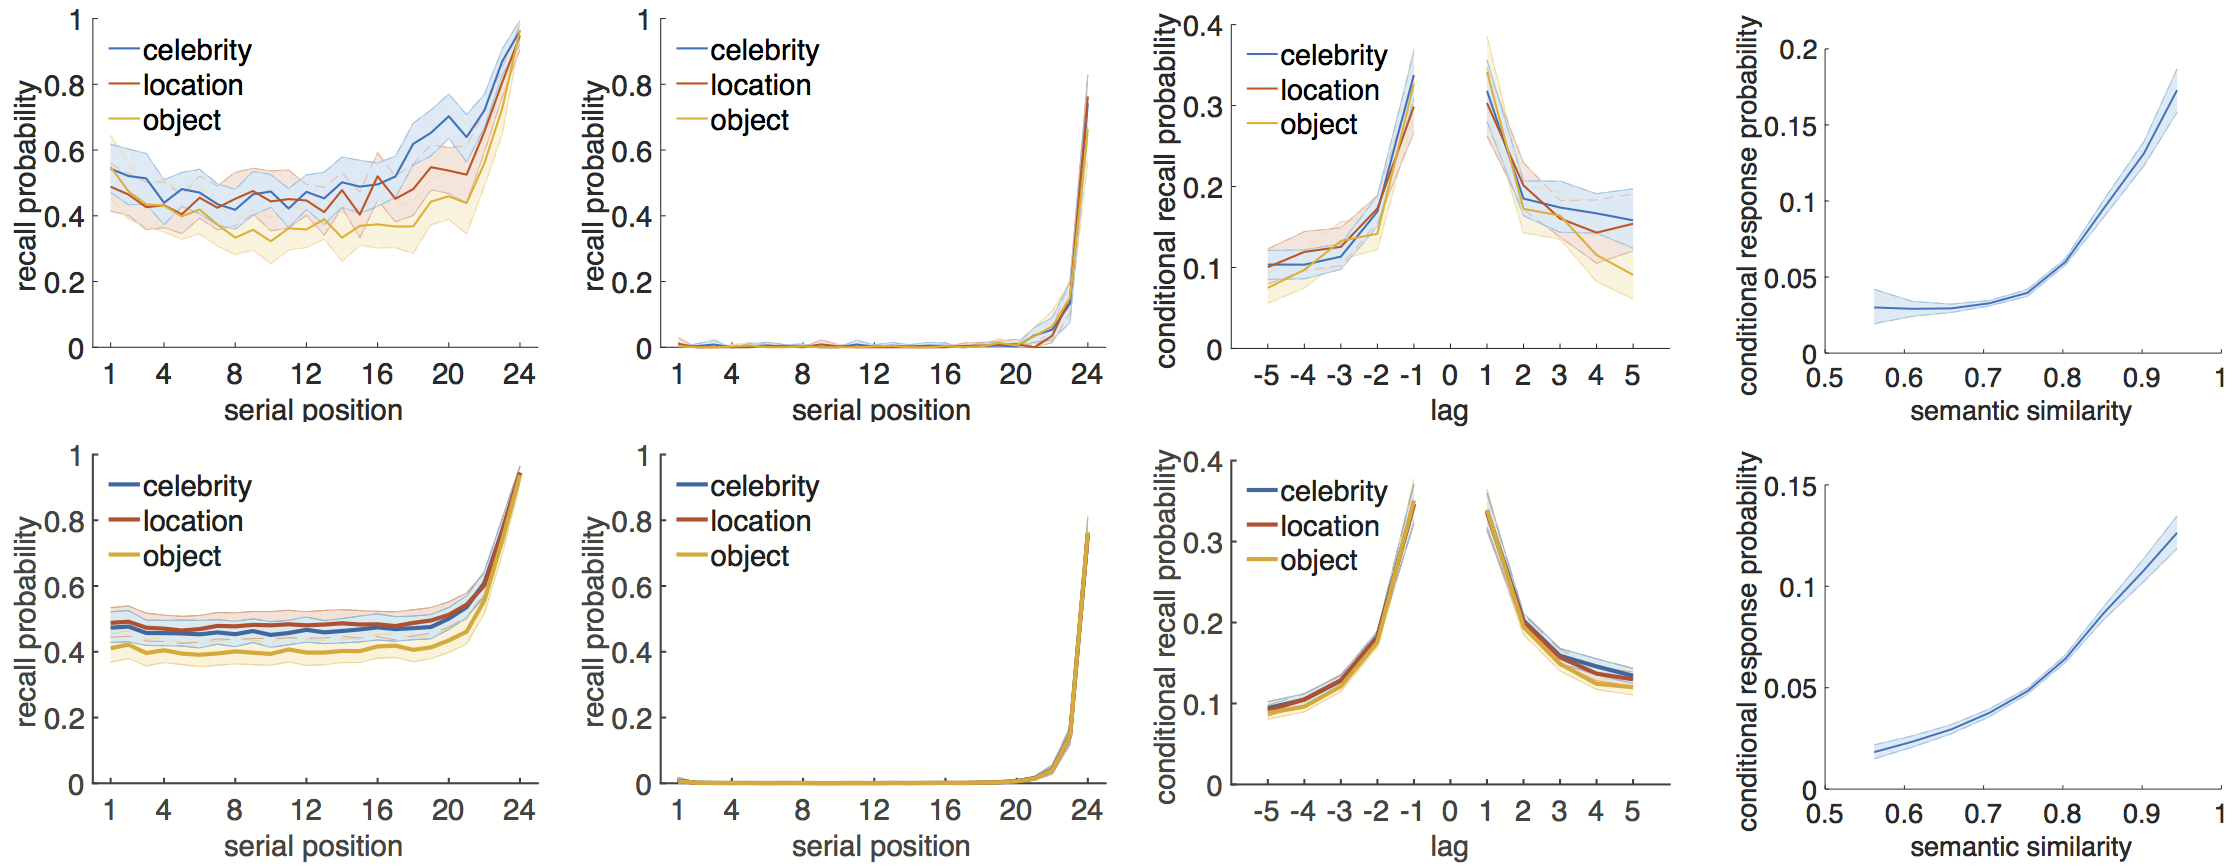 recall probability
1
0.8
0.6
0.4
0.2
0
celebrity
location
object
1 4 8 12 16 20 24
serial position
recall probability
1
0.8
0.6
0.4
0.2
0
celebrity
location
object
1 4 8 12 16 20 24
serial position
conditional recall probability
0.4
0.3
0.2
0.1
0
celebrity
location
object
-5 -4 -3 -2 -1 0 1 2 3 4 5
lag
conditional response probability
0.2
0.15
0.1
0.05
0
0.5 0.6 0.7 0.8 0.9 1
semantic similarity
recall probability
1
0.8
0.6
0.4
0.2
0
celebrity
location
object
1 4 8 12 16 20 24
serial position
recall probability
1
0.8
0.6
0.4
0.2
0
celebrity
location
object
1 4 8 12 16 20 24
serial position
conditional recall probability
0.4
0.3
0.2
0.1
0
celebrity
location
object
-5 -4 -3 -2 -1 0 1 2 3 4 5
lag
conditional response probability
0.15
0.1
0.05
0
0.5 0.6 0.7 0.8 0.9 1
semantic similarity